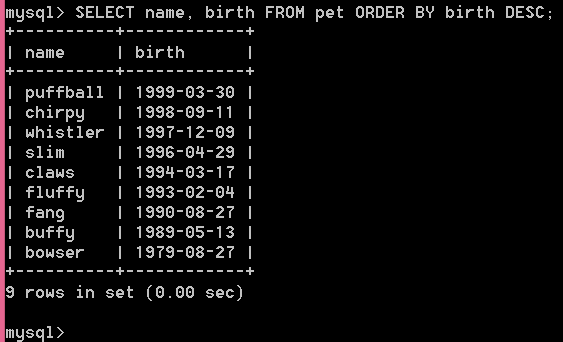 mysql> SELECT name, birth FROM pet ORDER BY birth DESC;
+----------+------------+
| name     | birth      |
+----------+------------+
| puffball | 1999-03-30 |
| chirpy   | 1998-09-11 |
| whistler | 1997-12-09 |
| slim     | 1996-04-29 |
| claws    | 1994-03-17 |
| fluffy   | 1993-02-04 |
| fang     | 1990-08-27 |
| buffy    | 1989-05-13 |
| bowser   | 1979-08-27 |
+----------+------------+
9 rows in set (0.00 sec)
mysql>